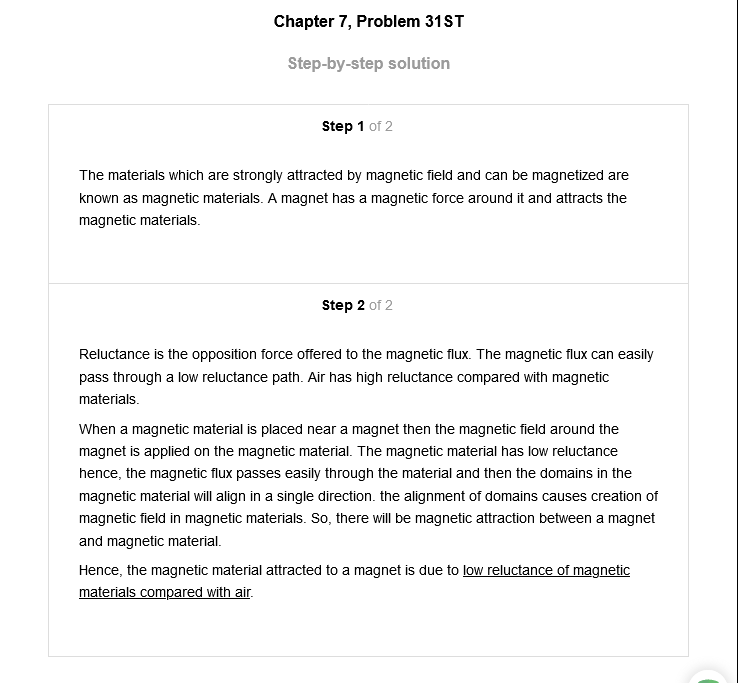 Chapter 7, Problem 31ST
Step-by-step solution
Step 1 of 2
The materials which are strongly attracted by magnetic field and can be magnetized are
known as magnetic materials. A magnet has a magnetic force around it and attracts the
magnetic materials.
Step 2 of 2
Reluctance is the opposition force offered to the magnetic flux. The magnetic flux can easily
pass through a low reluctance path. Air has high reluctance compared with magnetic
materials.
When a magnetic material is placed near a magnet then the magnetic field around the
magnet is applied on the magnetic material. The magnetic material has low reluctance
hence, the magnetic flux passes easily through the material and then the domains in the
magnetic material will align in a single direction. the alignment of domains causes creation of
magnetic field in magnetic materials. So, there will be magnetic attraction between a magnet
and magnetic material.
Hence, the magnetic material attracted to a magnet is due to low reluctance of magnetic
materials compared with air.